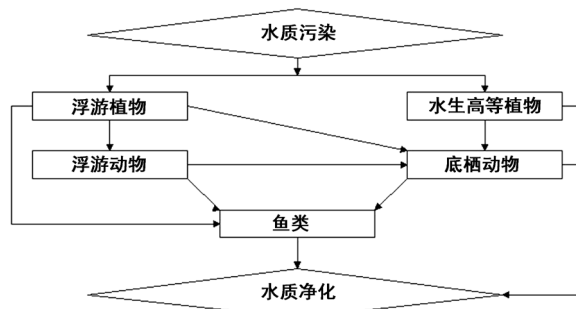 水质污染
浮游植物
水生高等植物
浮游动物
底栖动物
鱼类
水质净化